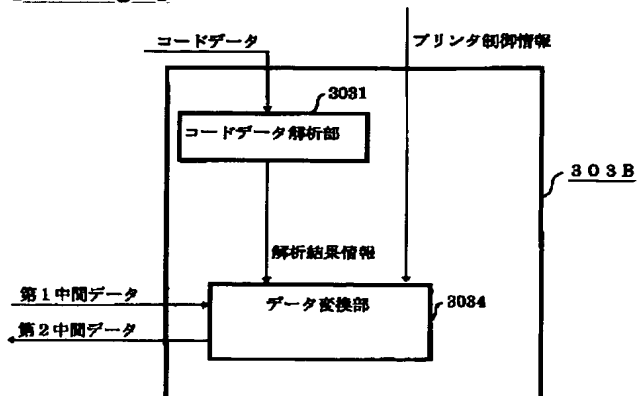 コードデータ
プリンタ制御情報
3031
コードデータ解析部
303B
解析結果情報
第1中間データ
データ変換部
3034
第2中間データ